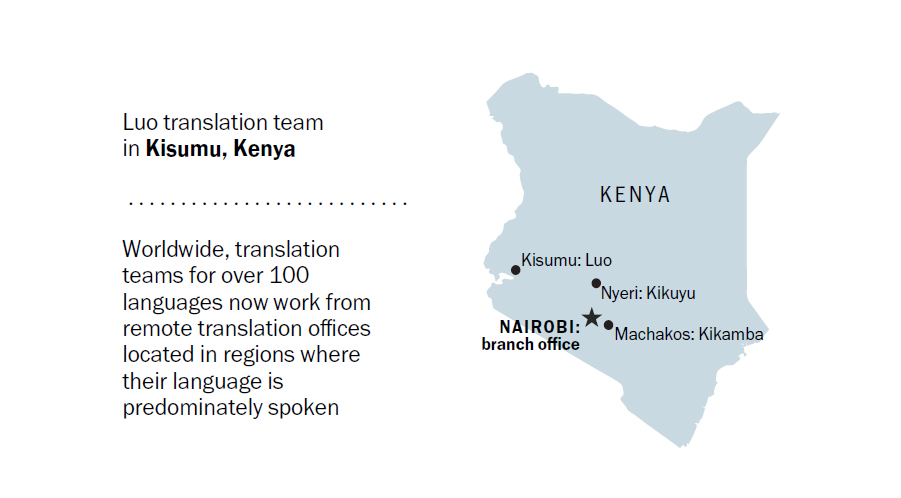 Luo translation team
in Kisumu, Kenya
Worldwide, translation
teams for over 100
languages now work from
remote translation offices
located in regions where
their language is
predominately spoken
KENYA
Kisumu: Luo
Nyeri: Kikuyu
NAIROBI:
branch office
Machakos: Kikamba